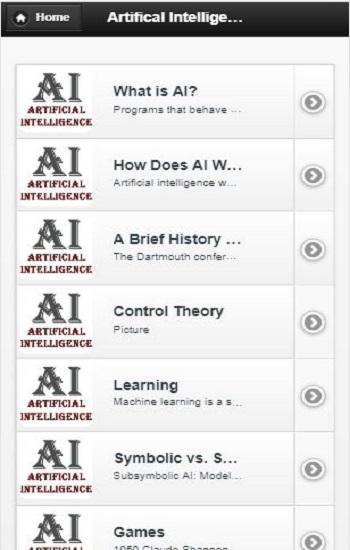 Home
Artifical Intellige...
AI
ARTIFICIAL
INTELLIGENCE
What is AI?
Programs that behave ...
AI
ARTIFICIAL
INTELLIGENCE
How Does AI W...
Artificial intelligence w...
AI
ARTIFICIAL
INTELLIGENCE
A Brief History ...
The Dartmouth confer...
AI
ARTIFICIAL
INTELLIGENCE
Control Theory
Picture
AI
ARTIFICIAL
INTELLIGENCE
Learning
Machine learning is a s...
AI
ARTIFICIAL
INTELLIGENCE
Symbolic vs. S...
Subsymbolic AI: Model...
AI
ARTIFICIAL
INTELLIGENCE
Games
1950 Claude Shannon